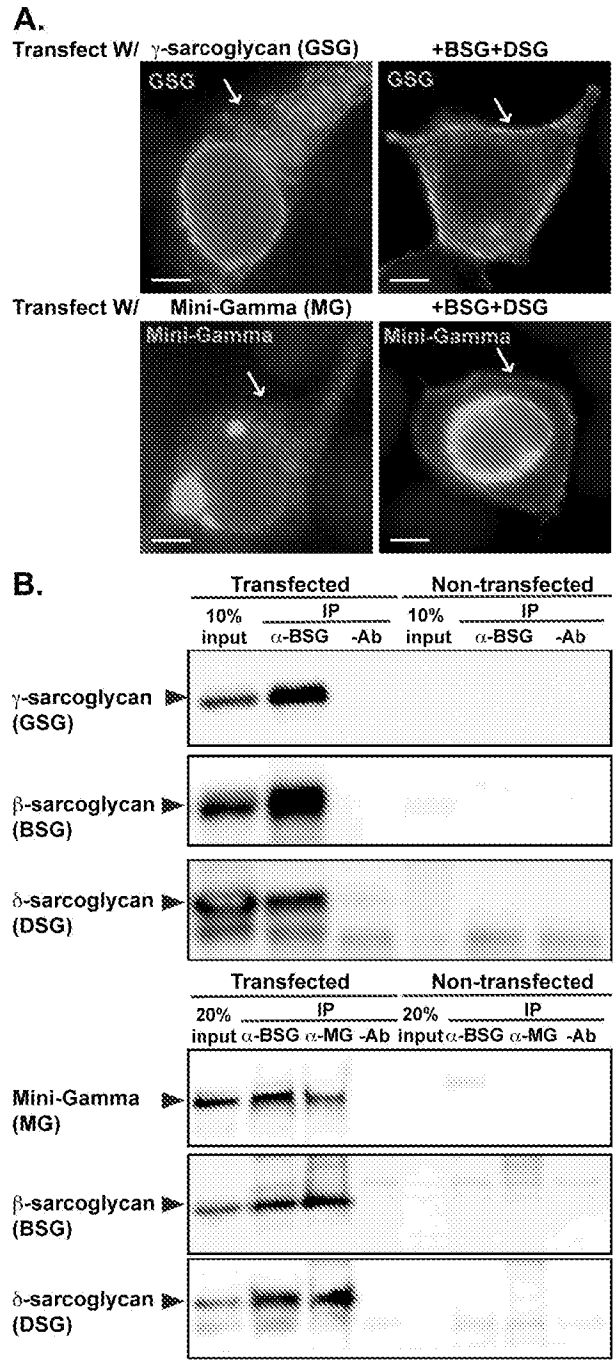 A.
Transfect W/ γ-sarcoglycan (GSG) +BSG+DSG
GSG GSG
Transfect W/ Mini-Gamma (MG) +BSG+DSG
Mini-Gamma Mini-Gamma
B.
Transfected Non-transfected
10% IP 10% IP
input α-BSG -Ab input α-BSG -Ab
γ-sarcoglycan
(GSG)
β-sarcoglycan
(BSG)
δ-sarcoglycan
(DSG)
Transfected Non-transfected
20% IP 20% IP
input α-BSG α-MG -Ab input α-BSG α-MG -Ab
Mini-Gamma
(MG)
β-sarcoglycan
(BSG)
δ-sarcoglycan
(DSG)